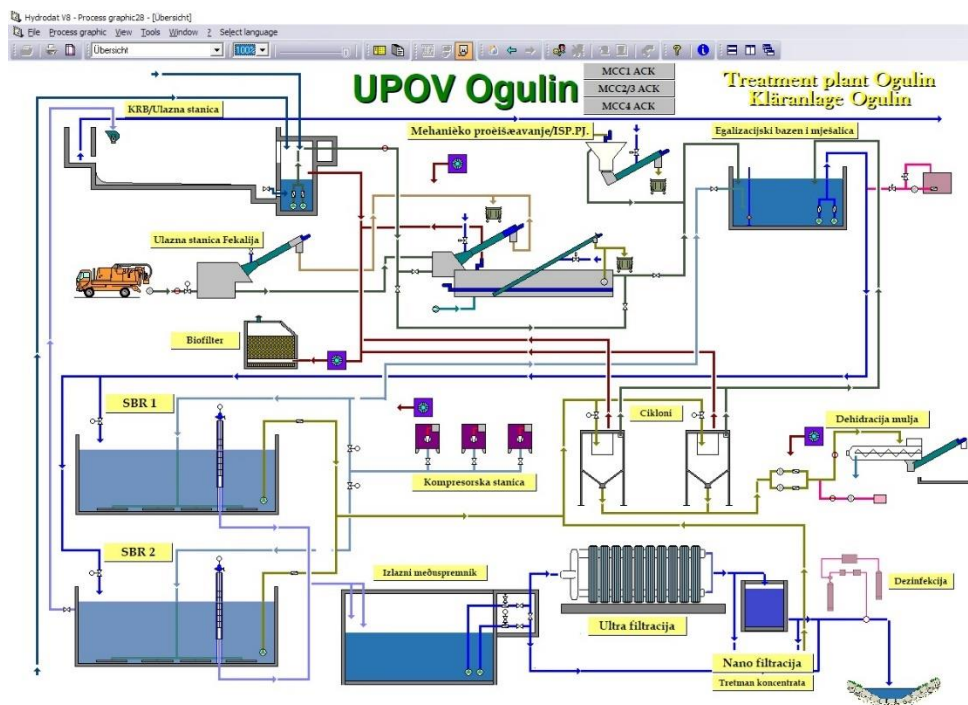 Hydrodat V8 - Process graphic28 - [Übersicht]
File Process graphic View Tools Window ? Select language
Übersicht
100%
UPOV Ogulin
MCC1 ACK
MCC2/3 ACK
MCC4 ACK
Treatment plant Ogulin
Kläranlage Ogulin
KRB/Ulazna stanica
Mehanièko proèišæavanje/ISP.PJ.
Egalizacijski bazen i mješalica
Ulazna stanica Fekalija
Biofilter
SBR 1
Cikloni
Dehidracija mulja
Kompresorska stanica
SBR 2
Izlazni međuspremnik
Ultra filtracija
Dezinfekcija
Nano filtracija
Tretman koncentrata